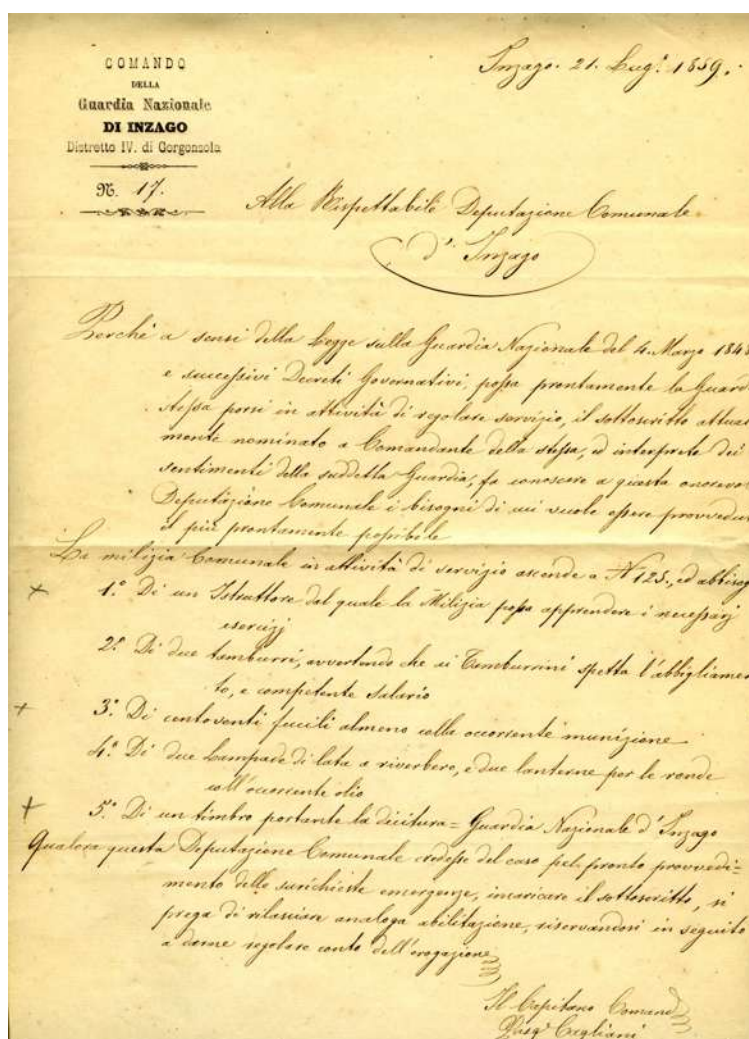 COMANDO
DELLA
Guardia Nazionale
DI INZAGO
Distretto IV. di Gorgonzola
N. 17.
Inzago. 21. Lug.° 1859.
Alla Rispettabile Deputazione Comunale
d'Inzago
Perchè a sensi della Legge sulla Guardia Nazionale del 4. Marzo 1848
e successivi Decreti Governativi, possa prontamente la Guard
stessa porsi in attività di regolare servizio, il sottoscritto attual
mente nominato a Comandante della stessa, ed interprete dei
sentimenti della suddetta Guardia, fa conoscere a questa onorevol
Deputazione Comunale i bisogni di cui vuole essere provvedu
il più prontamente possibile
La milizia Comunale in attività di servizio ascende a N 125., ed abbisog
1.° Di un Istruttore dal quale la Milizia possa apprendere i necessarj
esercizj
2.° Di due tamburri, avvertendo che ai Tamburrini spetta l'abbigliamen
to, e competente salario
3.° Di centoventi fucili almeno colla occorrente munizione
4.° Di due Lampade di lata a riverbero, e due lanterne per le ronde
coll'occorrente olio
5.° Di un timbro portante la dicitura = Guardia Nazionale d'Inzago
Qualora questa Deputazione Comunale credesse del caso pel pronto provvedi=
mento delle surichieste emergenze, incaricare il sottoscritto, si
prega di rilasciare analoga abilitazione, riservandosi in seguito
a darne regolare conto dell'erogazione
Il Capitano Comand
Pasq.e Cagliani